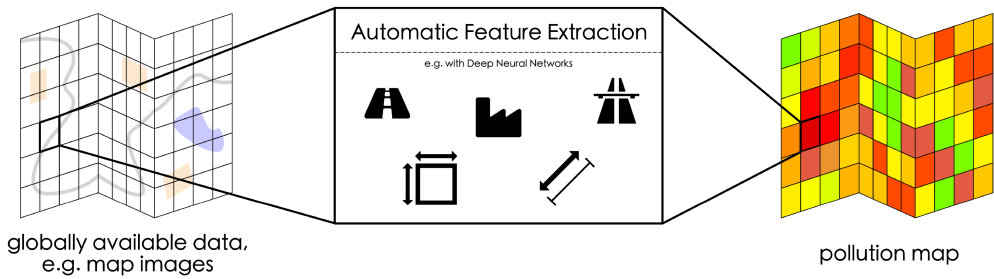 Automatic Feature Extraction
e.g. with Deep Neural Networks
globally available data,
e.g. map images
pollution map